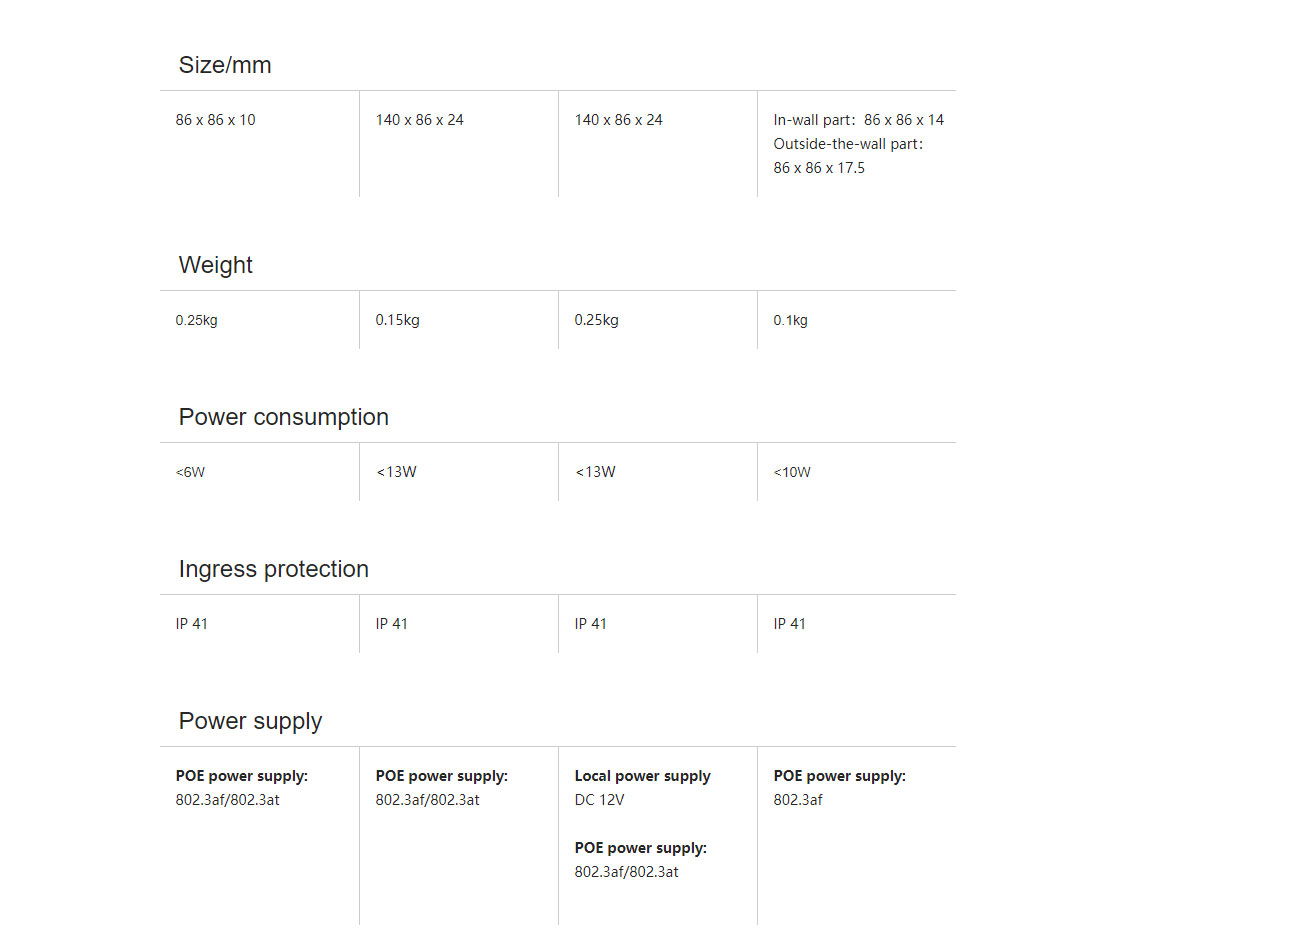 Size/mm
86 x 86 x 10
140 x 86 x 24
140 x 86 x 24
In-wall part：86 x 86 x 14
Outside-the-wall part：
86 x 86 x 17.5
Weight
0.25kg
0.15kg
0.25kg
0.1kg
Power consumption
<6W
<13W
<13W
<10W
Ingress protection
IP 41
IP 41
IP 41
IP 41
Power supply
POE power supply:
802.3af/802.3at
POE power supply:
802.3af/802.3at
Local power supply
DC 12V
POE power supply:
802.3af/802.3at
POE power supply:
802.3af